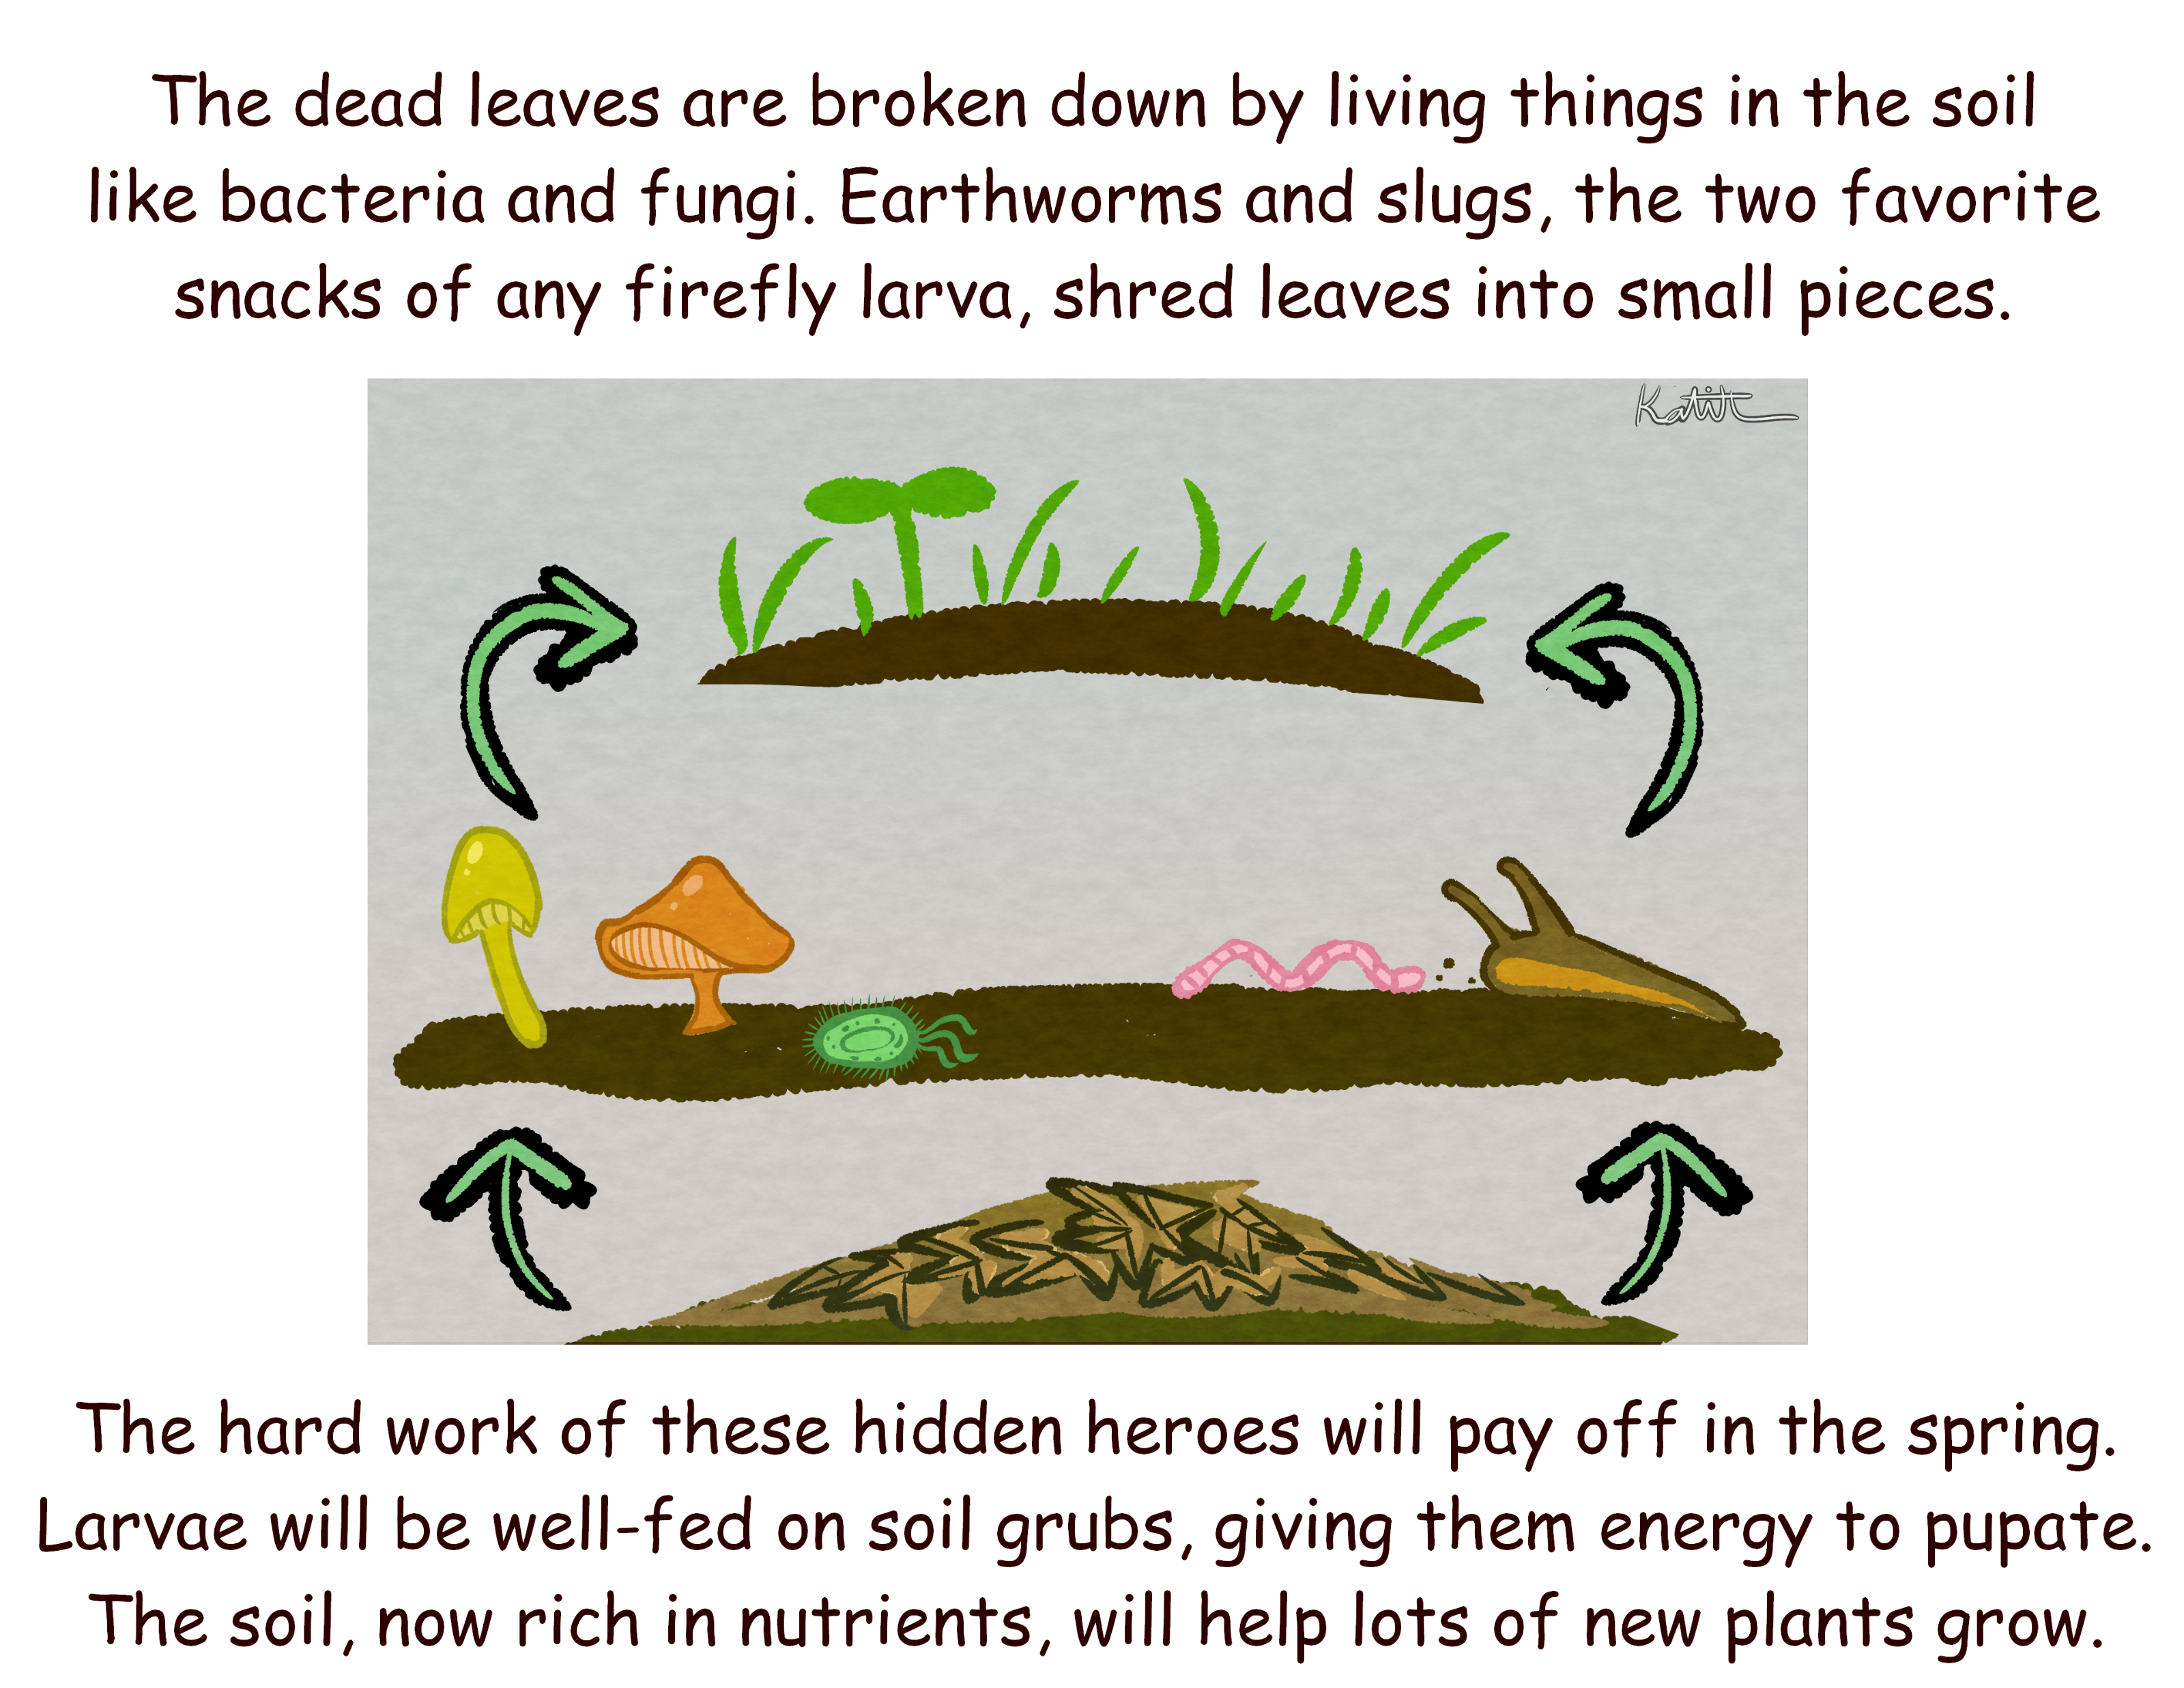 The dead leaves are broken down by living things in the soil
like bacteria and fungi. Earthworms and slugs, the two favorite
snacks of any firefly larva, shred leaves into small pieces.
The hard work of these hidden heroes will pay off in the spring.
Larvae will be well-fed on soil grubs, giving them energy to pupate.
The soil, now rich in nutrients, will help lots of new plants grow.